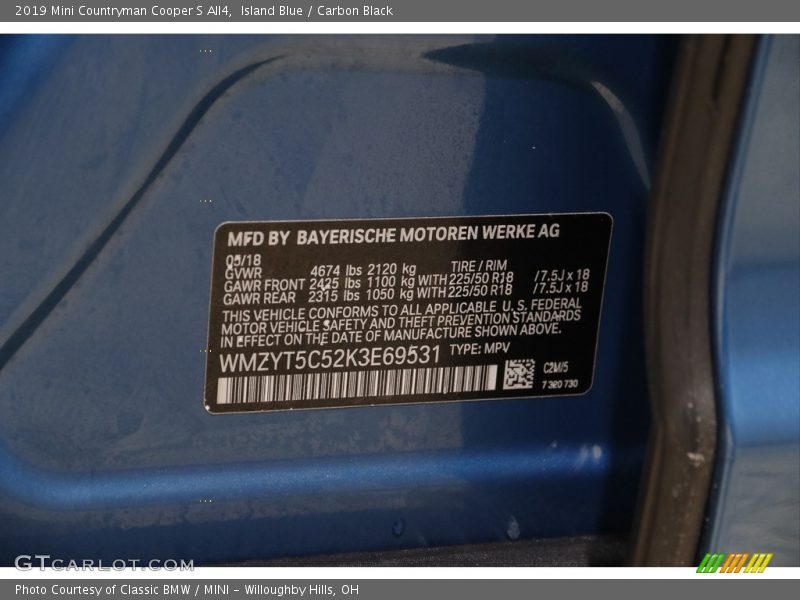 2019 Mini Countryman Cooper S All4, Island Blue / Carbon Black
MFD BY BAYERISCHE MOTOREN WERKE AG
09/18
GVWR 4674 lbs 2120 kg TIRE / RIM
GAWR FRONT 2425 lbs 1100 kg WITH 225/50 R18 /7.5J x 18
GAWR REAR 2315 lbs 1050 kg WITH 225/50 R18 /7.5J x 18
THIS VEHICLE CONFORMS TO ALL APPLICABLE U.S. FEDERAL
MOTOR VEHICLE SAFETY AND THEFT PREVENTION STANDARDS
IN EFFECT ON THE DATE OF MANUFACTURE SHOWN ABOVE.
WMZYT5C52K3E69531 TYPE: MPV
C2M/5
7 320 730
GTCARLOT.COM
Photo Courtesy of Classic BMW / MINI - Willoughby Hills, OH